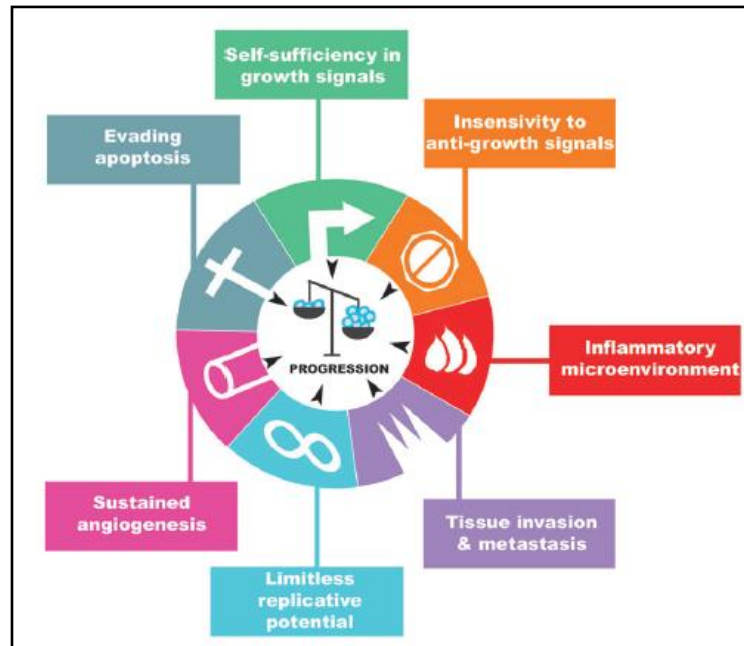 Self-sufficiency in
growth signals
Insensivity to
anti-growth signals
Evading
apoptosis
PROGRESSION
Inflammatory
microenvironment
Sustained
angiogenesis
Tissue invasion
& metastasis
Limitless
replicative
potential